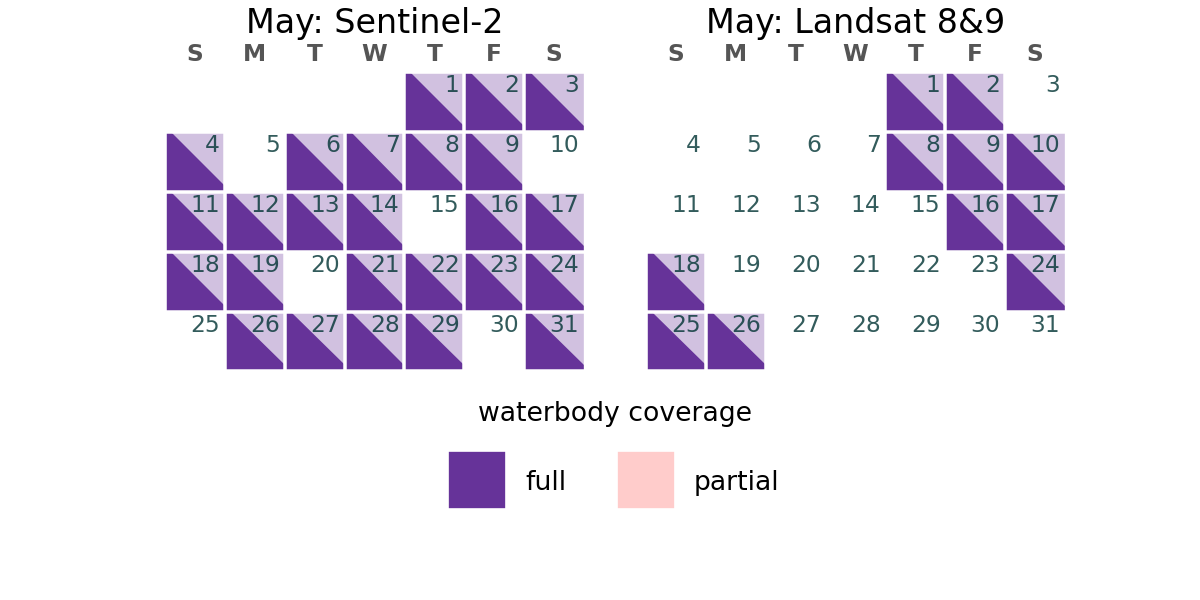 May: Sentinel-2
S M T W T F S
1 2 3
4 5 6 7 8 9 10
11 12 13 14 15 16 17
18 19 20 21 22 23 24
25 26 27 28 29 30 31
May: Landsat 8&9
S M T W T F S
1 2 3
4 5 6 7 8 9 10
11 12 13 14 15 16 17
18 19 20 21 22 23 24
25 26 27 28 29 30 31
waterbody coverage
full partial